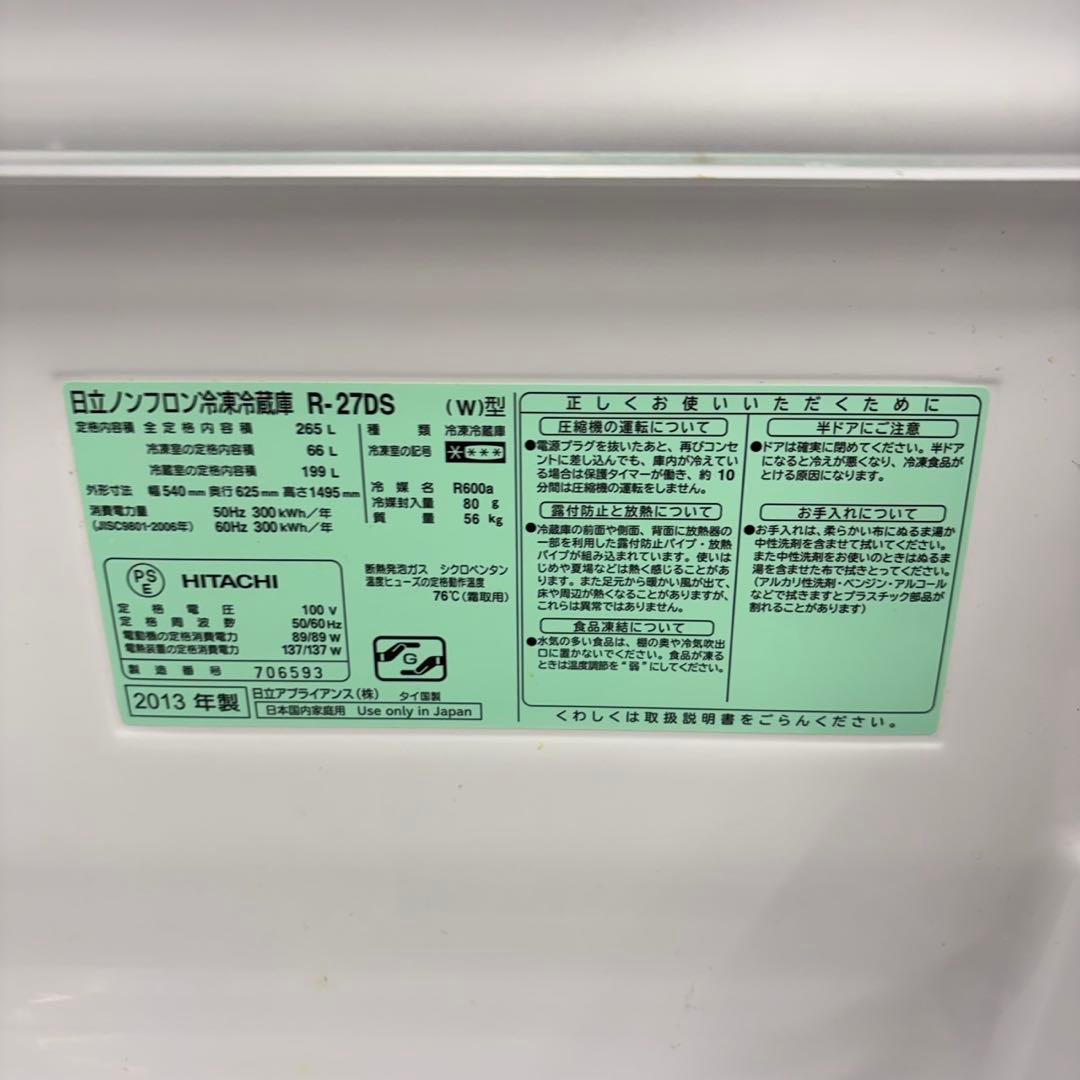 日立ノンフロン冷凍冷蔵庫 R-27DS (W)型
定格内容積 全定格内容積 265 L
冷凍室の定格内容積 66 L
冷蔵室の定格内容積 199 L
外形寸法 幅540mm 奥行625mm 高さ1495mm
消費電力量 50Hz 300kWh/年
(JISC9801-2006年) 60Hz 300kWh/年
種類 冷凍冷蔵庫
冷凍室の記号 ****
冷媒名 R600a
冷媒封入量 80 g
質量 56 kg
PSE HITACHI
定格電圧 100 V
定格周波数 50/60Hz
電動機の定格消費電力 89/89 W
電熱装置の定格消費電力 137/137 W
製造番号 706593
断熱発泡ガス シクロペンタン
温度ヒューズの定格動作温度
76℃(霜取用)
G
2013 年製
日立アプライアンス(株) タイ国製
日本国内家庭用 Use only in Japan
正しくお使いいただくために
圧縮機の運転について
●電源プラグを抜いたあと、再びコンセ
ントに差し込んでも、庫内が冷えてい
る場合は保護タイマーが働き、約10
分間は圧縮機の運転をしません。
露付防止と放熱について
●冷蔵庫の前面や側面、背面に放熱器の
一部を利用した露付防止パイプ・放熱
パイプが組み込まれています。使いは
じめや夏場などは熱く感じることがあ
ります。また足元から暖かい風が出て、
床や周辺が熱くなることがありますが、
これらは異常ではありません。
食品凍結について
●水気の多い食品は、棚の奥や冷気吹出
口に置かないでください。食品が凍る
ときは温度調節を“弱”にしてください。
半ドアにご注意
●ドアは確実に閉めてください。半ドア
になると冷えが悪くなり、冷凍食品が
とける原因になります。
お手入れについて
●お手入れは、柔らかい布にぬるま湯か
中性洗剤を含ませて拭いてください。
また中性洗剤をお使いのときはぬるま
湯を含ませた布で拭きとってください。
(アルカリ性洗剤・ベンジン・アルコール
などで拭きますとプラスチック部品が
割れることがあります)
くわしくは取扱説明書をごらんください。